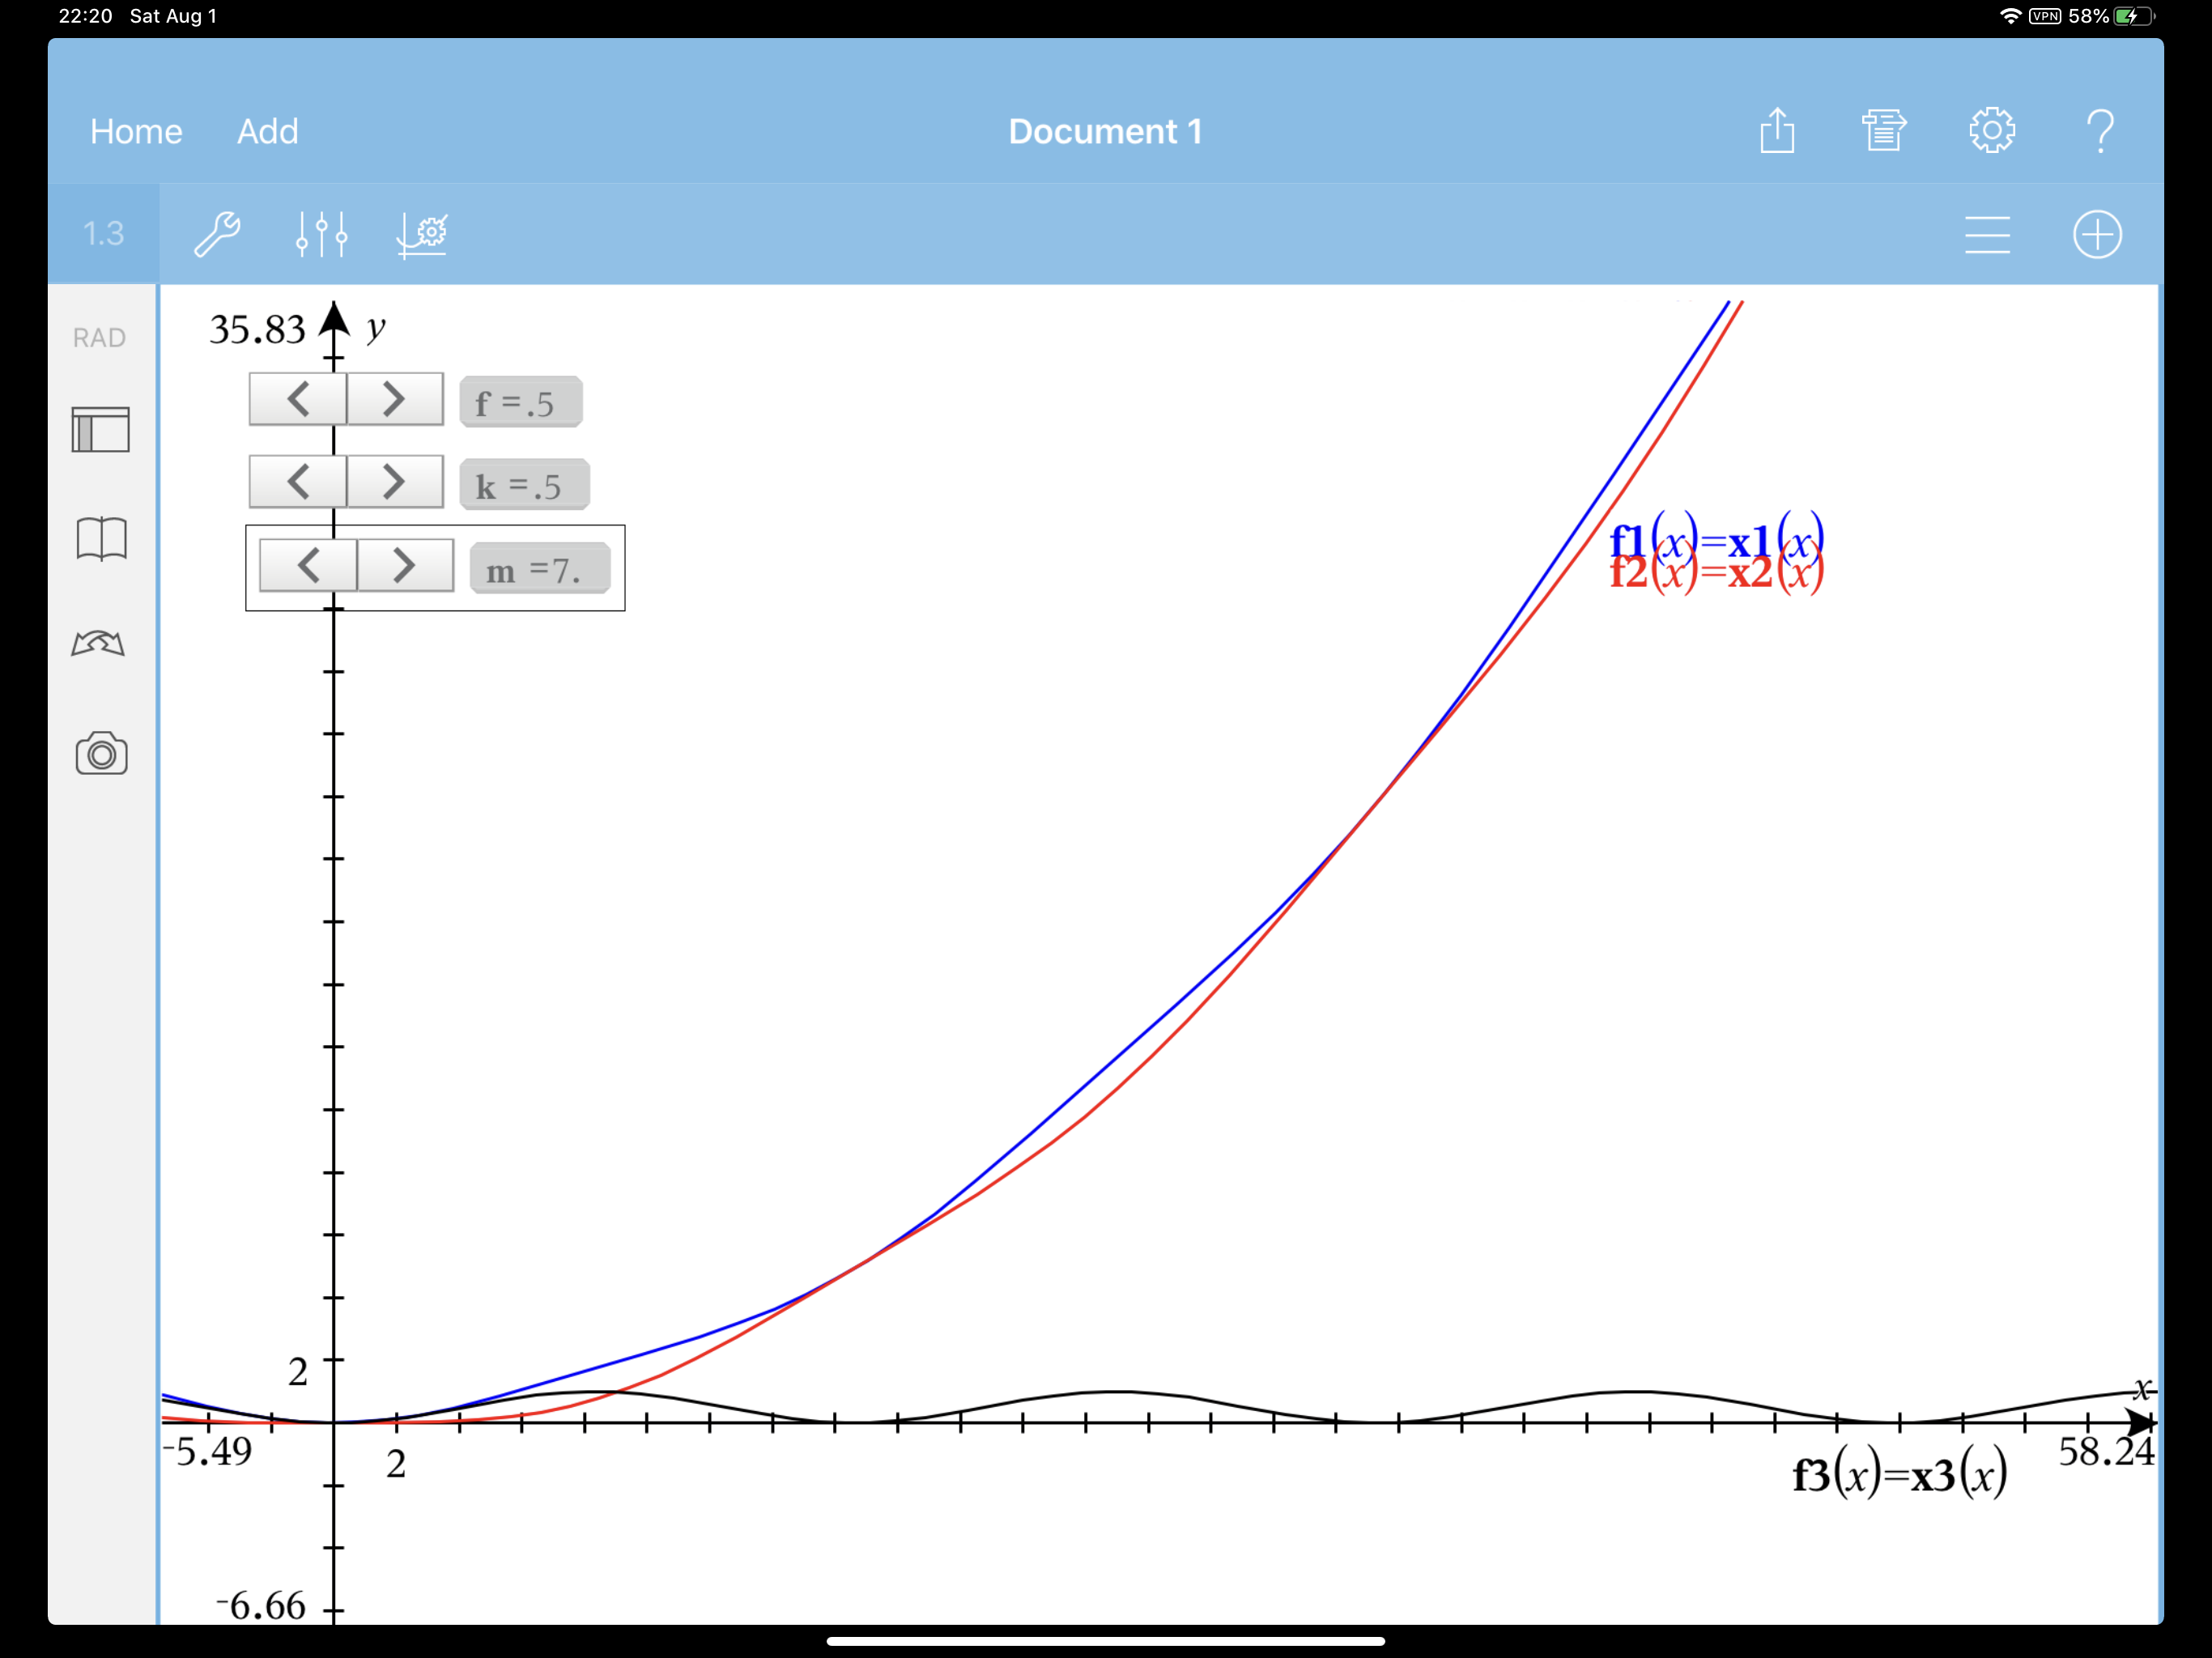 22:20 Sat Aug 1
VPN 58%
Home Add Document 1 ?
1.3
RAD
35.83 y
f =.5
k =.5
m =7.
f1(x)=x1(x)
f2(x)=x2(x)
2
x
-5.49 2 58.24
f3(x)=x3(x)
-6.66